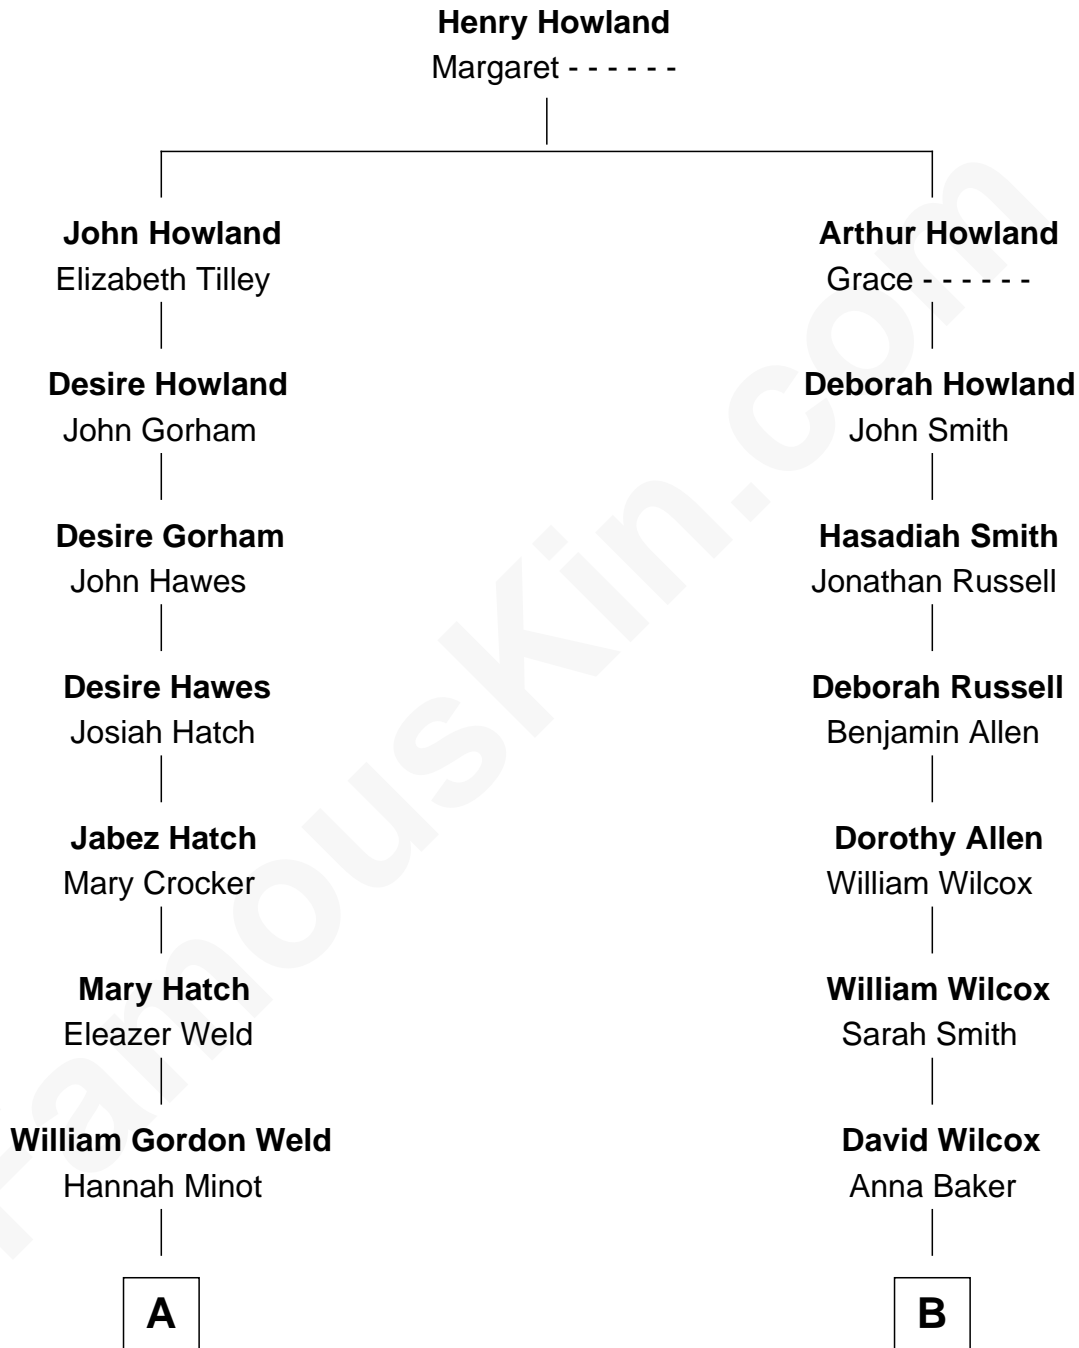 Henry Howland
Margaret - - - - - -
John Howland
Elizabeth Tilley
Arthur Howland
Grace - - - - - -
Desire Howland
John Gorham
Deborah Howland
John Smith
Desire Gorham
John Hawes
Hasadiah Smith
Jonathan Russell
Desire Hawes
Josiah Hatch
Deborah Russell
Benjamin Allen
Jabez Hatch
Mary Crocker
Dorothy Allen
William Wilcox
Mary Hatch
Eleazer Weld
William Wilcox
Sarah Smith
William Gordon Weld
Hannah Minot
David Wilcox
Anna Baker
A
B
FamousKin.com